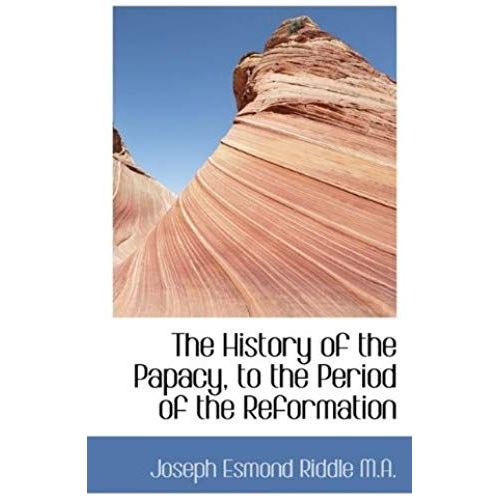 The History of the
Papacy, to the Period
of the Reformation
Joseph Esmond Riddle M.A.